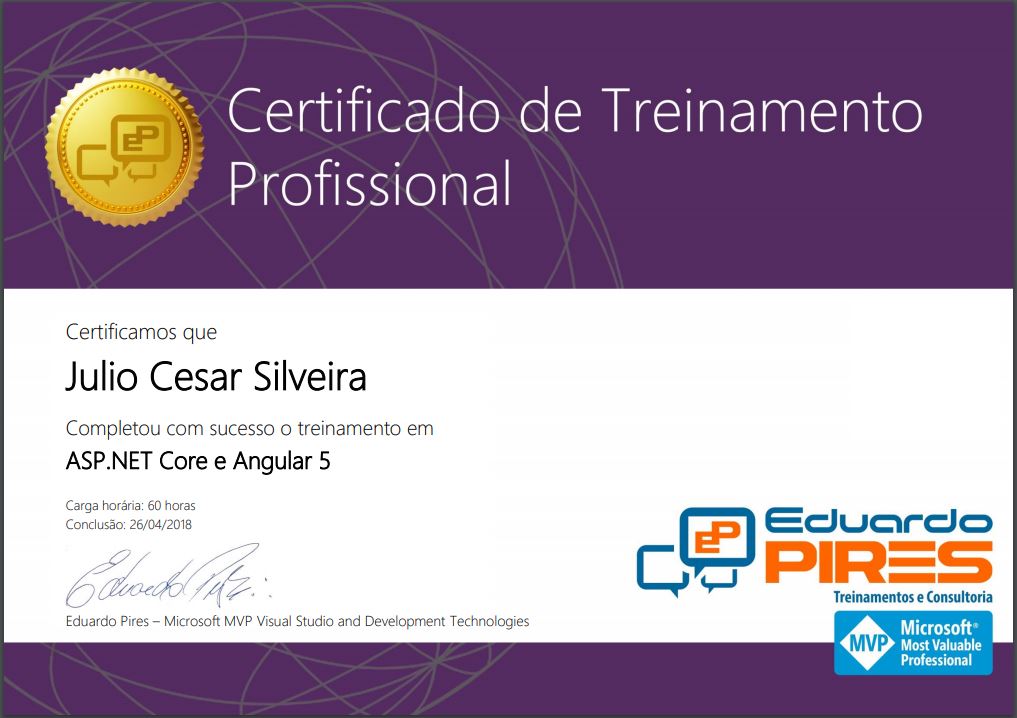 Certificado de Treinamento
Profissional
EP
Certificamos que
Julio Cesar Silveira
Completou com sucesso o treinamento em
ASP.NET Core e Angular 5
Carga horária: 60 horas
Conclusão: 26/04/2018
Eduardo Pires
Eduardo Pires – Microsoft MVP Visual Studio and Development Technologies
EP
Eduardo
PIRES
Treinamentos e Consultoria
MVP
Microsoft®
Most Valuable
Professional